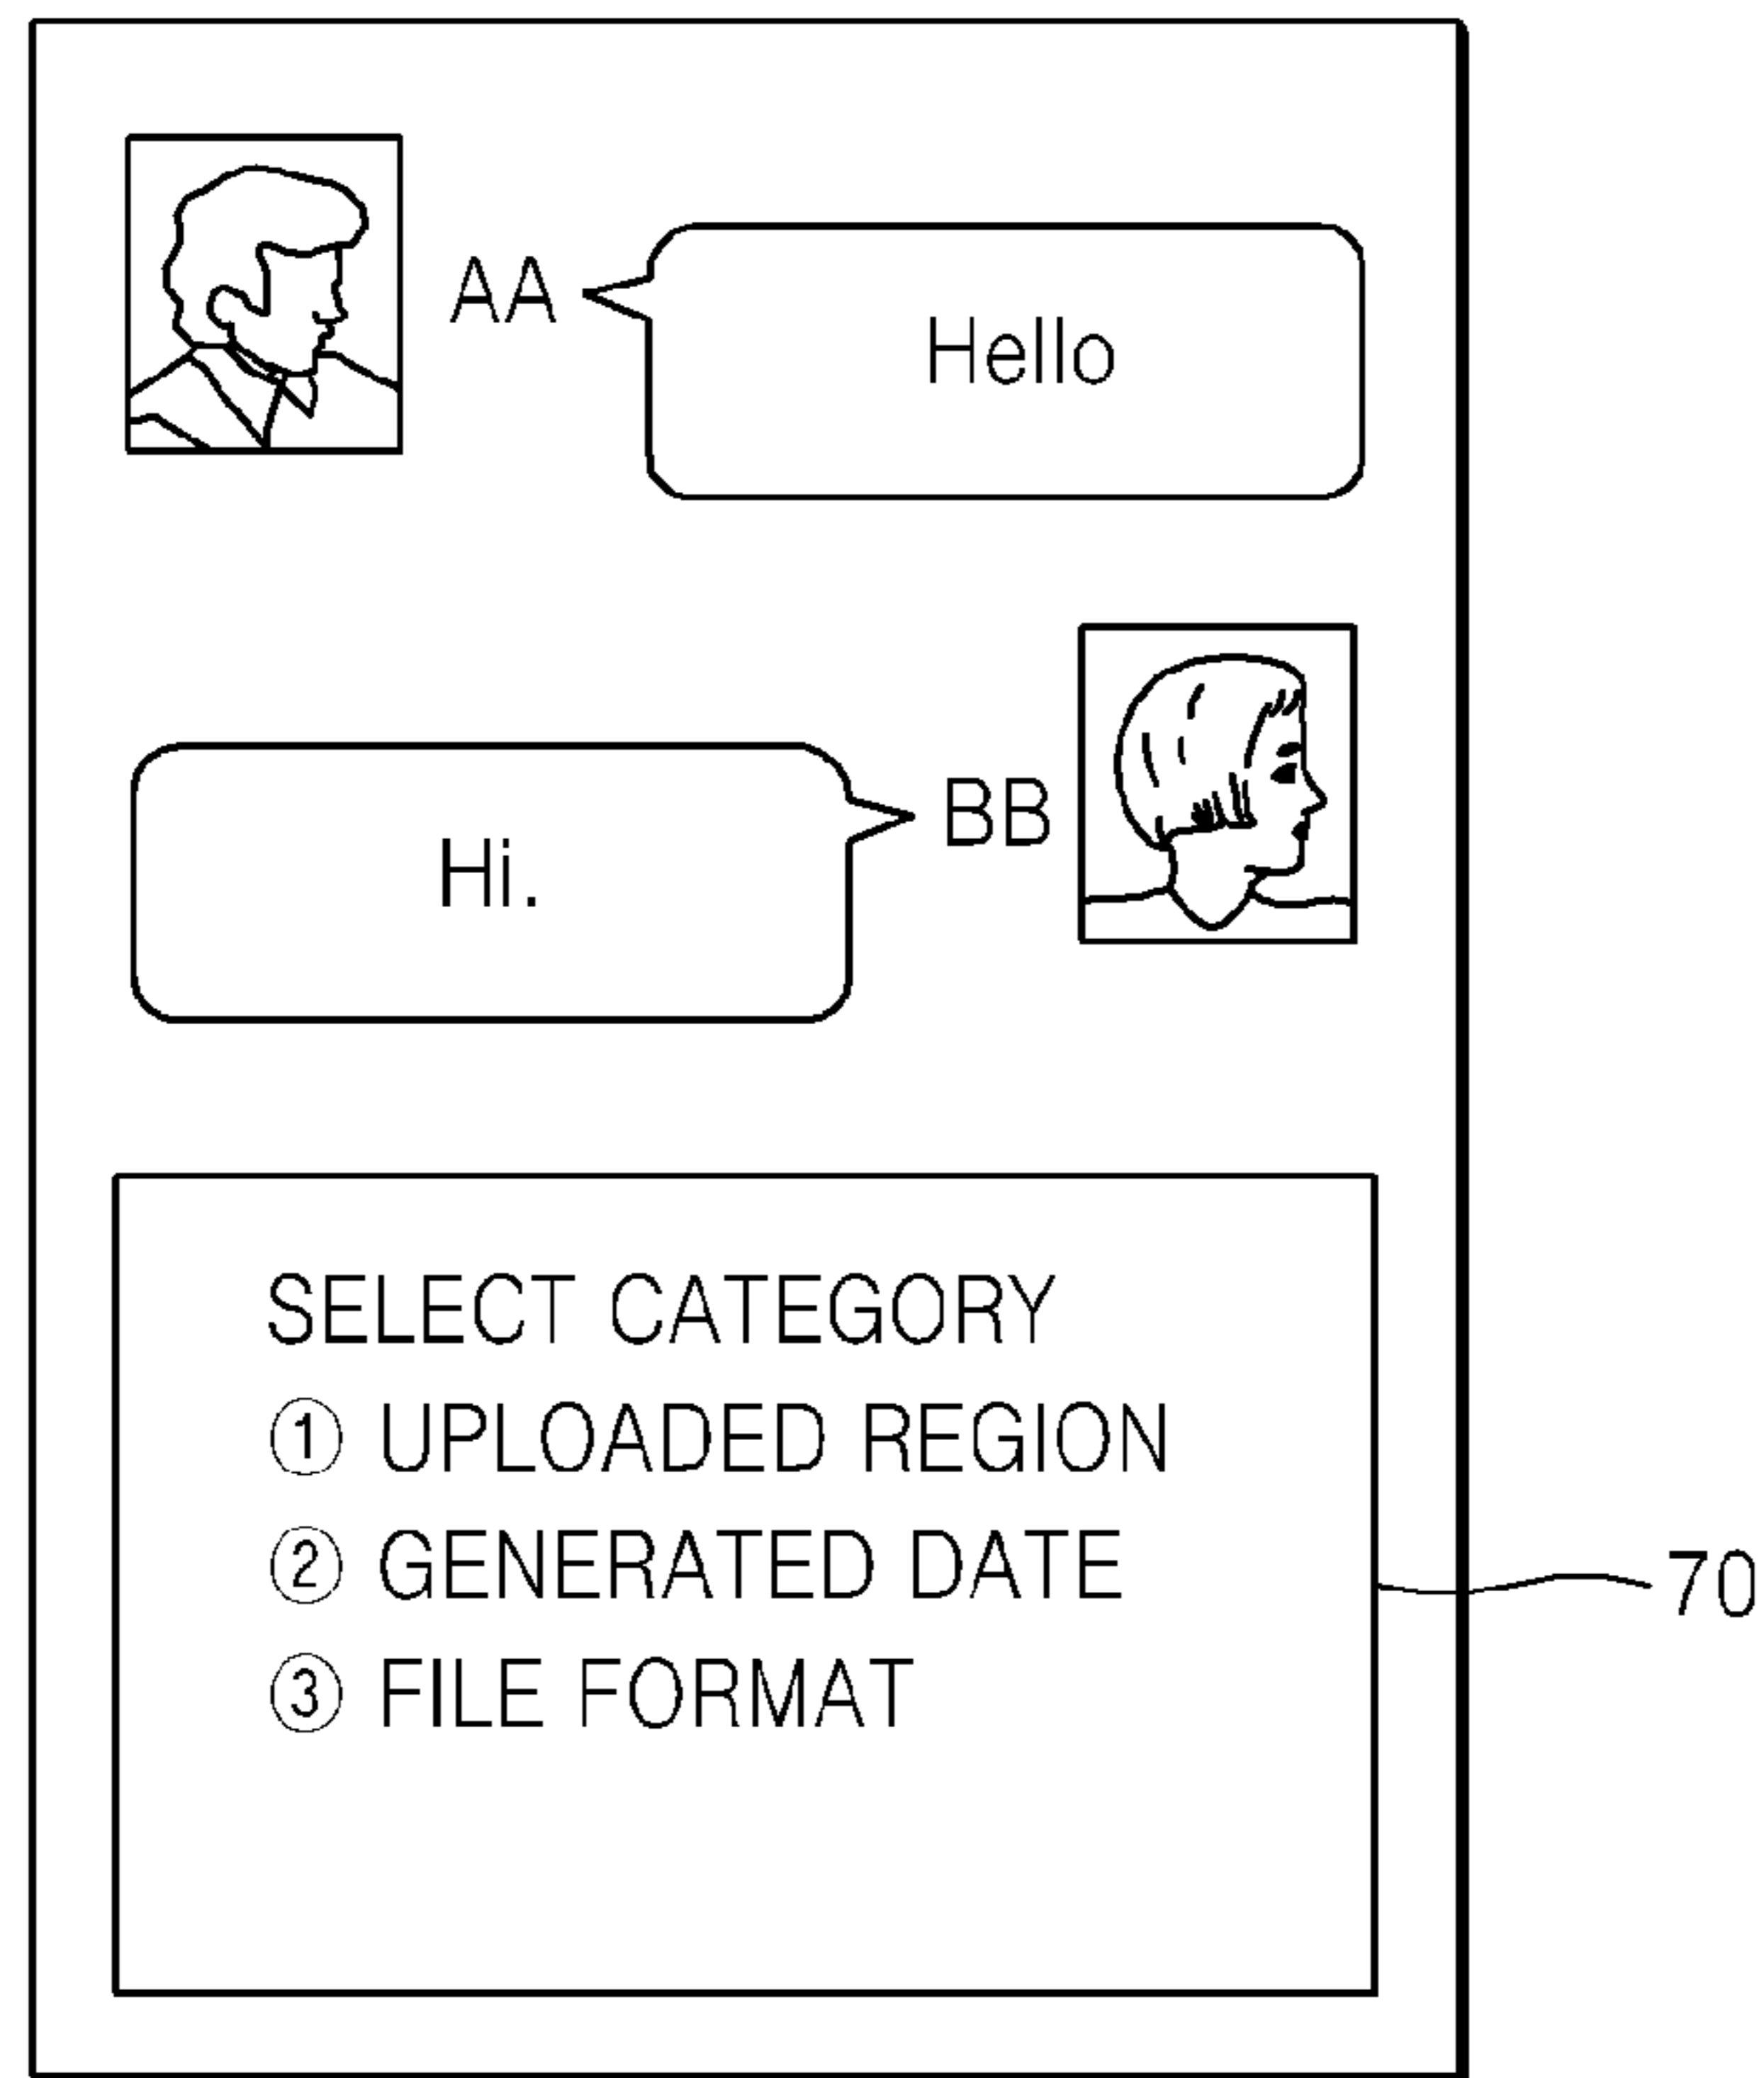 AA
Hello
BB
Hi.
SELECT CATEGORY
① UPLOADED REGION
② GENERATED DATE
③ FILE FORMAT
70